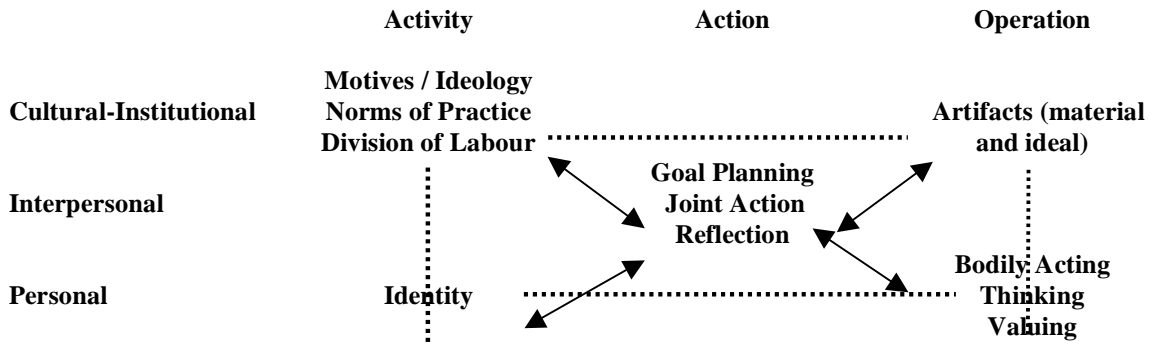 Activity Action Operation
Motives / Ideology
Cultural-Institutional Norms of Practice Artifacts (material
Division of Labour and ideal)
Goal Planning
Interpersonal Joint Action
Reflection
Bodily Acting
Personal Identity Thinking
Valuing